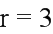 r = 3